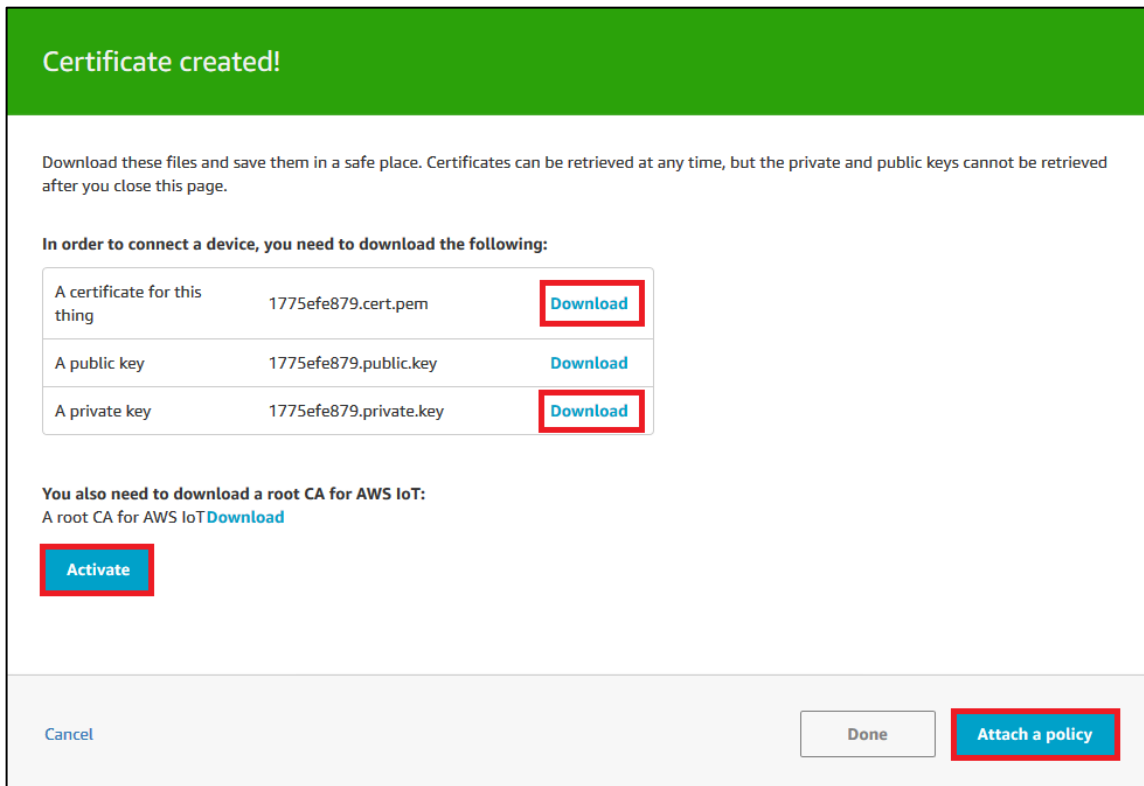 Certificate created!
Download these files and save them in a safe place. Certificates can be retrieved at any time, but the private and public keys cannot be retrieved
after you close this page.
In order to connect a device, you need to download the following:
A certificate for this
thing
1775efe879.cert.pem
Download
A public key
1775efe879.public.key
Download
A private key
1775efe879.private.key
Download
You also need to download a root CA for AWS IoT:
A root CA for AWS IoTDownload
Activate
Cancel
Done
Attach a policy